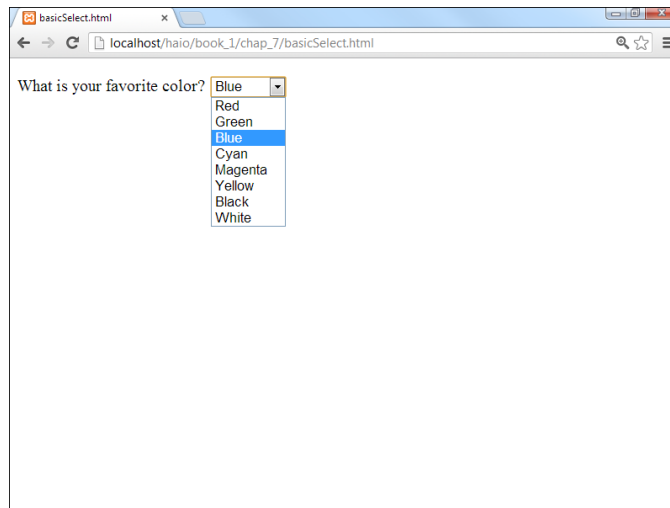 basicSelect.html
localhost/haio/book_1/chap_7/basicSelect.html
What is your favorite color? Blue
Red
Green
Blue
Cyan
Magenta
Yellow
Black
White